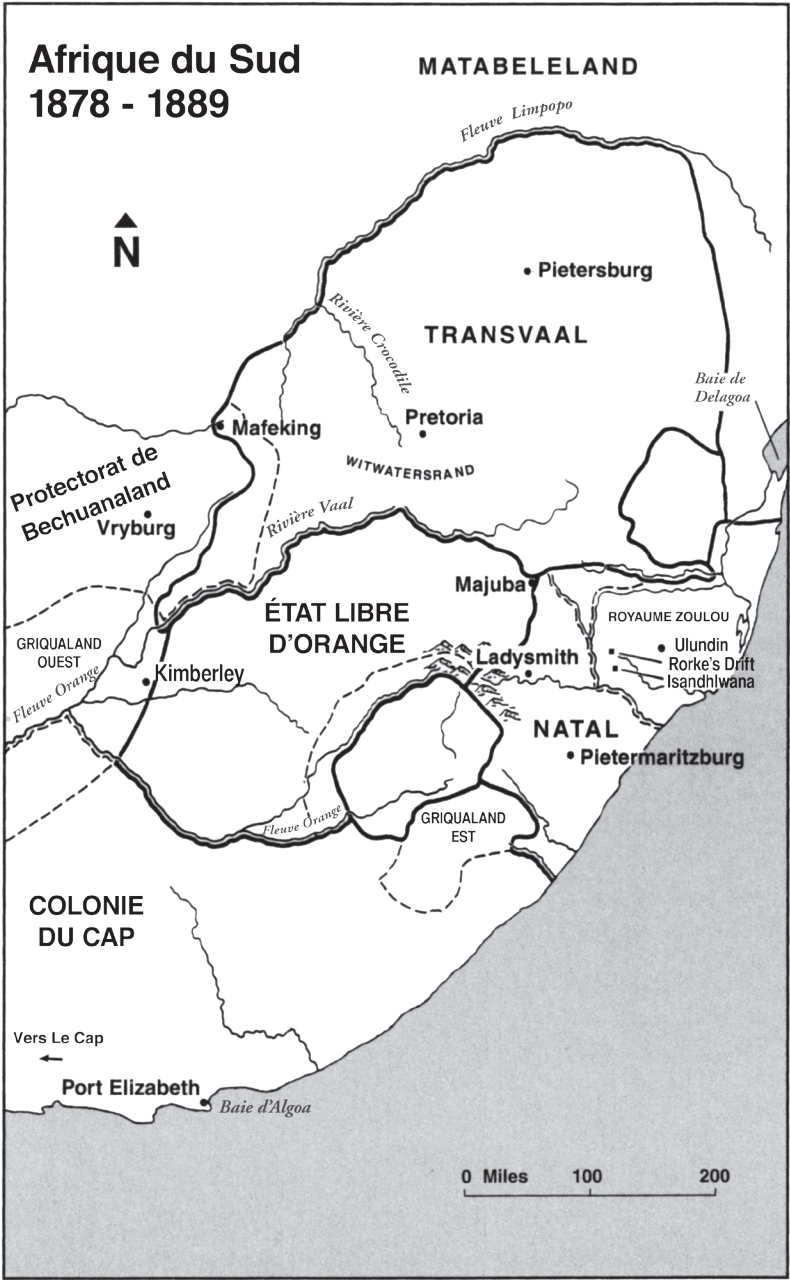 Afrique du Sud
1878 - 1889
MATABELELAND
Fleuve Limpopo
N
Pietersburg
Rivière Crocodile
TRANSVAAL
Baie de
Delagoa
Pretoria
Mafeking
WITWATERSRAND
Protectorat de
Bechuanaland
Vryburg
Rivière Vaal
Majuba
ÉTAT LIBRE
D'ORANGE
ROYAUME ZOULOU
GRIQUALAND
OUEST
Ulundin
Rorke's Drift
Isandhlwana
Ladysmith
Kimberley
Fleuve Orange
NATAL
Pietermaritzburg
Fleuve Orange
GRIQUALAND
EST
COLONIE
DU CAP
Vers Le Cap
Port Elizabeth
Baie d'Algoa
0 Miles 100 200